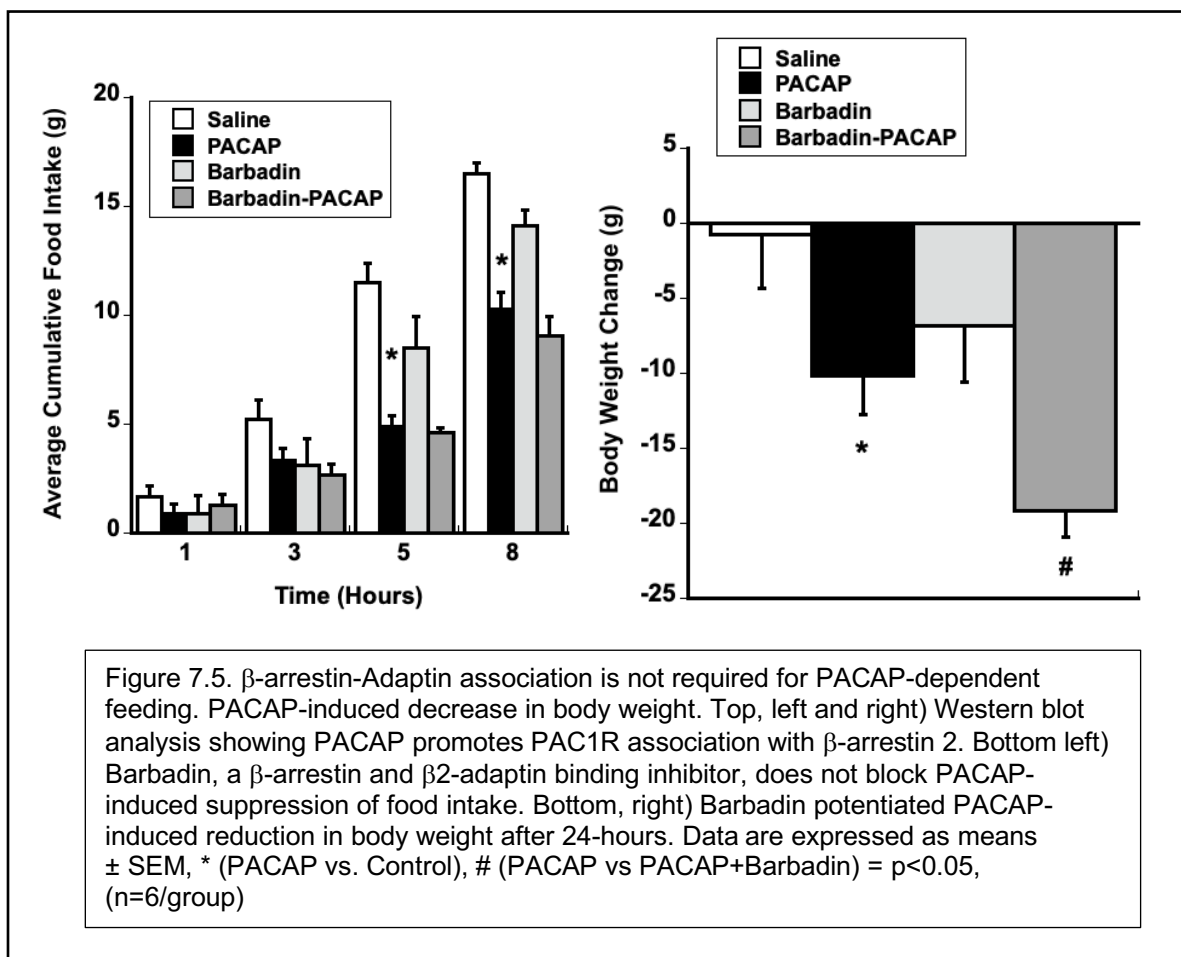 Saline
PACAP
Barbadin
Barbadin-PACAP
20
15
10
5
0
Average Cumulative Food Intake (g)
*
*
1 3 5 8
Time (Hours)
Saline
PACAP
Barbadin
Barbadin-PACAP
5
0
-5
-10
-15
-20
-25
Body Weight Change (g)
*
#
Figure 7.5. β-arrestin-Adaptin association is not required for PACAP-dependent
feeding. PACAP-induced decrease in body weight. Top, left and right) Western blot
analysis showing PACAP promotes PAC1R association with β-arrestin 2. Bottom left)
Barbadin, a β-arrestin and β2-adaptin binding inhibitor, does not block PACAP-
induced suppression of food intake. Bottom, right) Barbadin potentiated PACAP-
induced reduction in body weight after 24-hours. Data are expressed as means
± SEM, * (PACAP vs. Control), # (PACAP vs PACAP+Barbadin) = p<0.05,
(n=6/group)